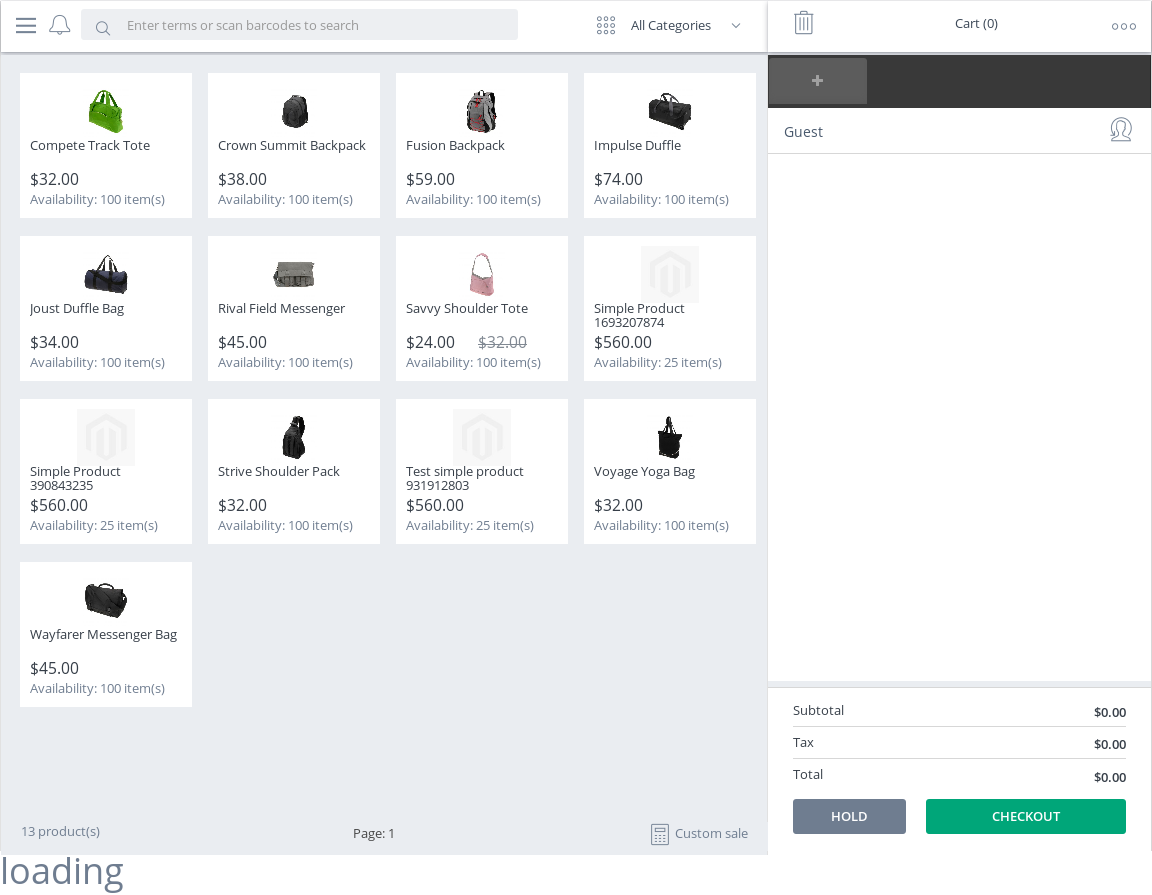 Enter terms or scan barcodes to search
All Categories
Cart (0)
Guest
Compete Track Tote
$32.00
Availability: 100 item(s)
Crown Summit Backpack
$38.00
Availability: 100 item(s)
Fusion Backpack
$59.00
Availability: 100 item(s)
Impulse Duffle
$74.00
Availability: 100 item(s)
Joust Duffle Bag
$34.00
Availability: 100 item(s)
Rival Field Messenger
$45.00
Availability: 100 item(s)
Savvy Shoulder Tote
$24.00 $32.00
Availability: 100 item(s)
Simple Product
1693207874
$560.00
Availability: 25 item(s)
Simple Product
390843235
$560.00
Availability: 25 item(s)
Strive Shoulder Pack
$32.00
Availability: 100 item(s)
Test simple product
931912803
$560.00
Availability: 25 item(s)
Voyage Yoga Bag
$32.00
Availability: 100 item(s)
Wayfarer Messenger Bag
$45.00
Availability: 100 item(s)
13 product(s)
Page: 1
Custom sale
Subtotal $0.00
Tax $0.00
Total $0.00
HOLD
CHECKOUT
loading